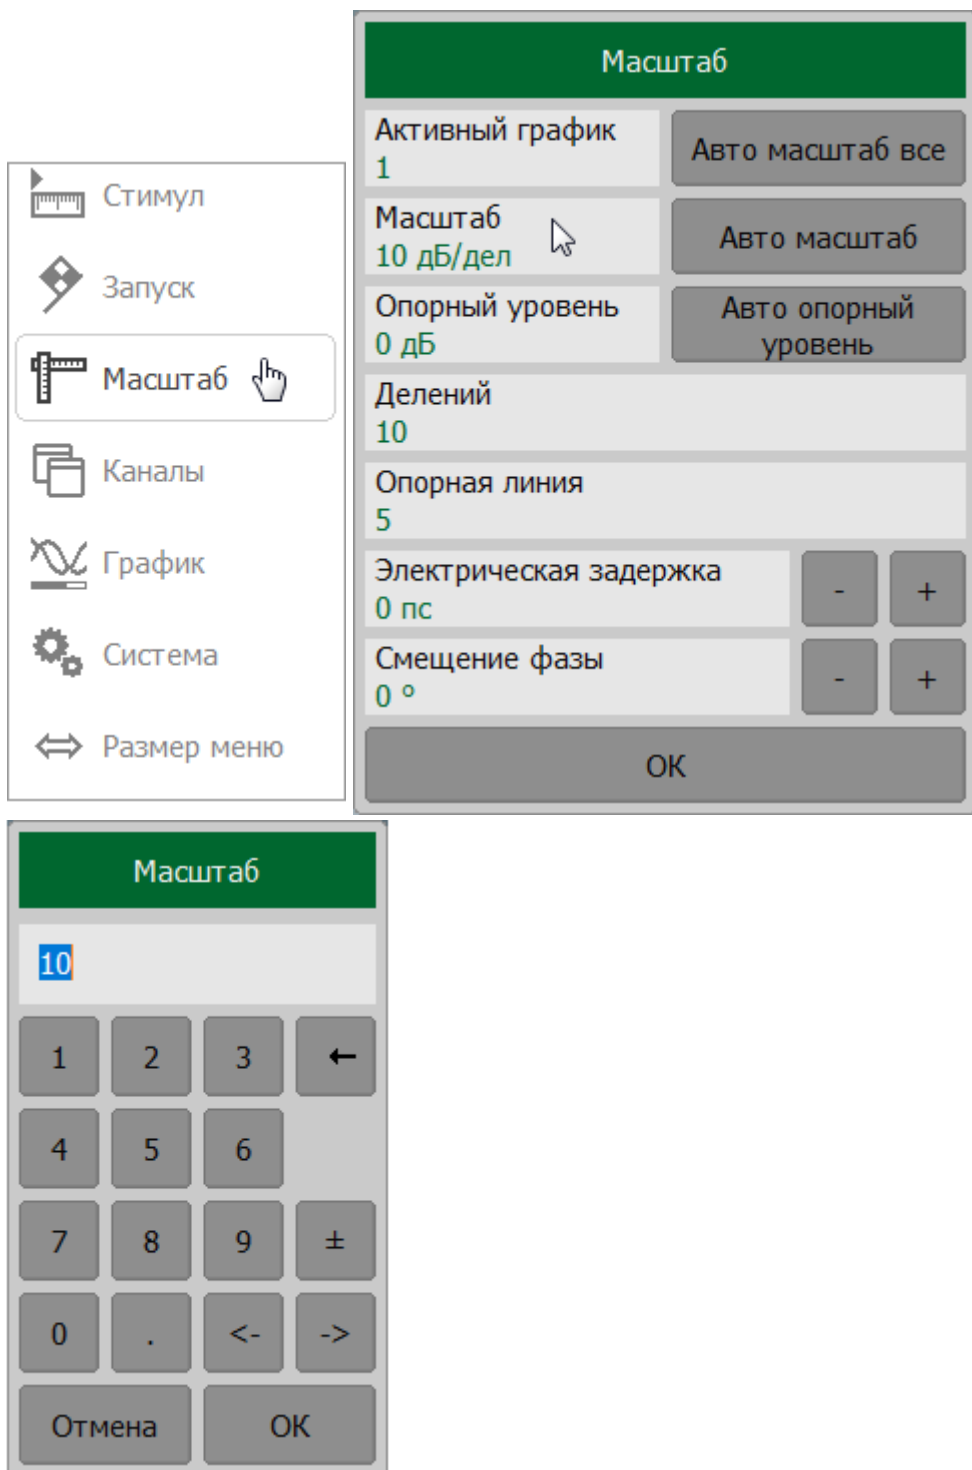 Стимул
Запуск
Масштаб
Каналы
График
Система
Размер меню
Масштаб
Активный график
1
Авто масштаб все
Масштаб
10 дБ/дел
Авто масштаб
Опорный уровень
0 дБ
Авто опорный
уровень
Делений
10
Опорная линия
5
Электрическая задержка
0 пс
- +
Смещение фазы
0 °
- +
ОК
Масштаб
10
1 2 3 ←
4 5 6
7 8 9 ±
0 . <- ->
Отмена ОК